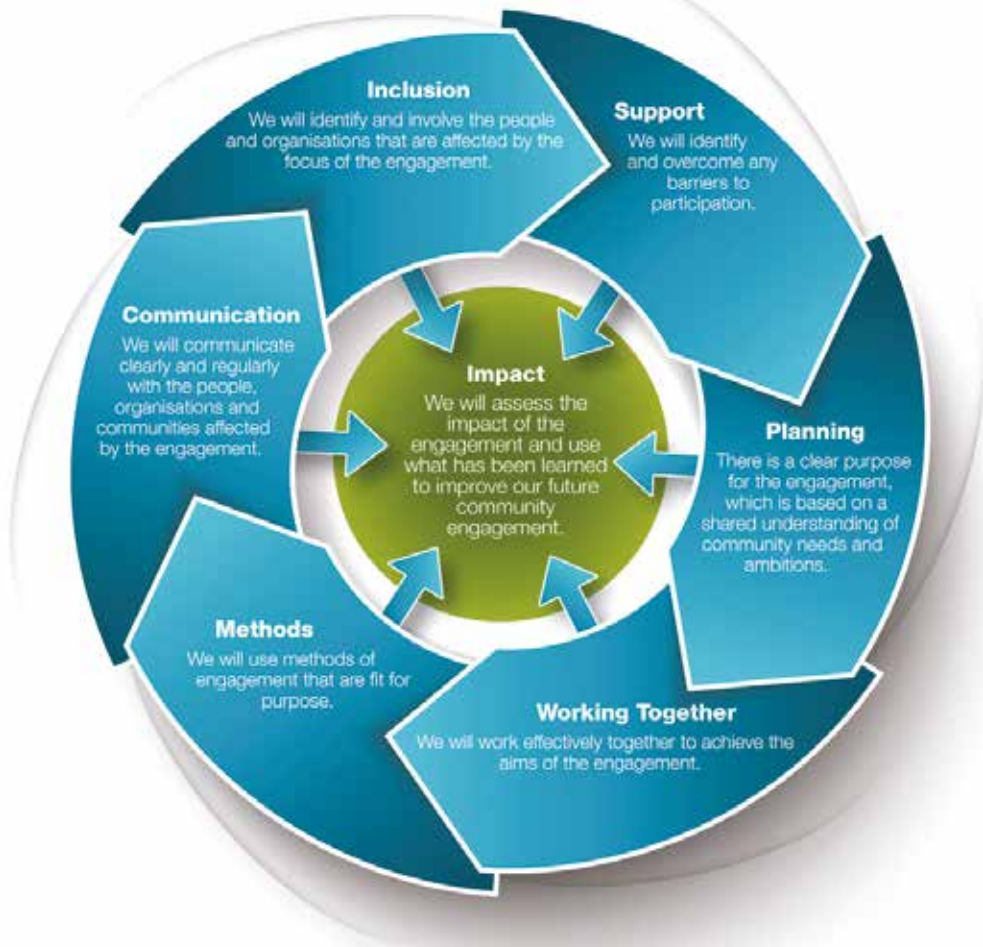 Inclusion
We will identify and involve the people
and organisations that are affected by the
focus of the engagement.
Support
We will identify
and overcome any
barriers to
participation.
Planning
There is a clear purpose
for the engagement,
which is based on a
shared understanding of
community needs and
ambitions.
Working Together
We will work effectively together to achieve the
aims of the engagement.
Methods
We will use methods of
engagement that are fit for
purpose.
Communication
We will communicate
clearly and regularly
with the people,
organisations and
communities affected
by the engagement.
Impact
We will assess the
impact of the
engagement and use
what has been learned
to improve our future
community
engagement.